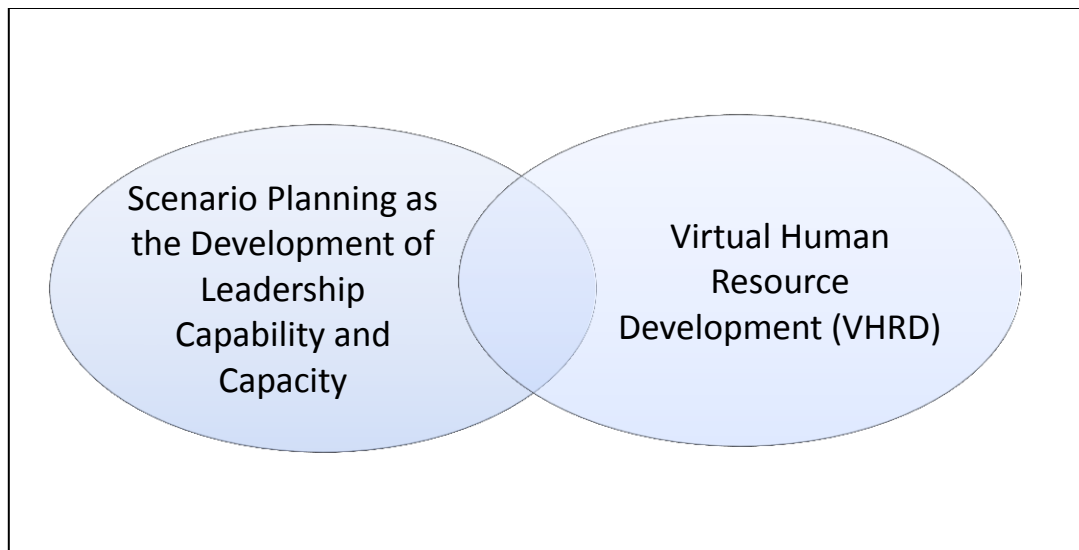 Scenario Planning as
the Development of
Leadership
Capability and
Capacity
Virtual Human
Resource
Development (VHRD)